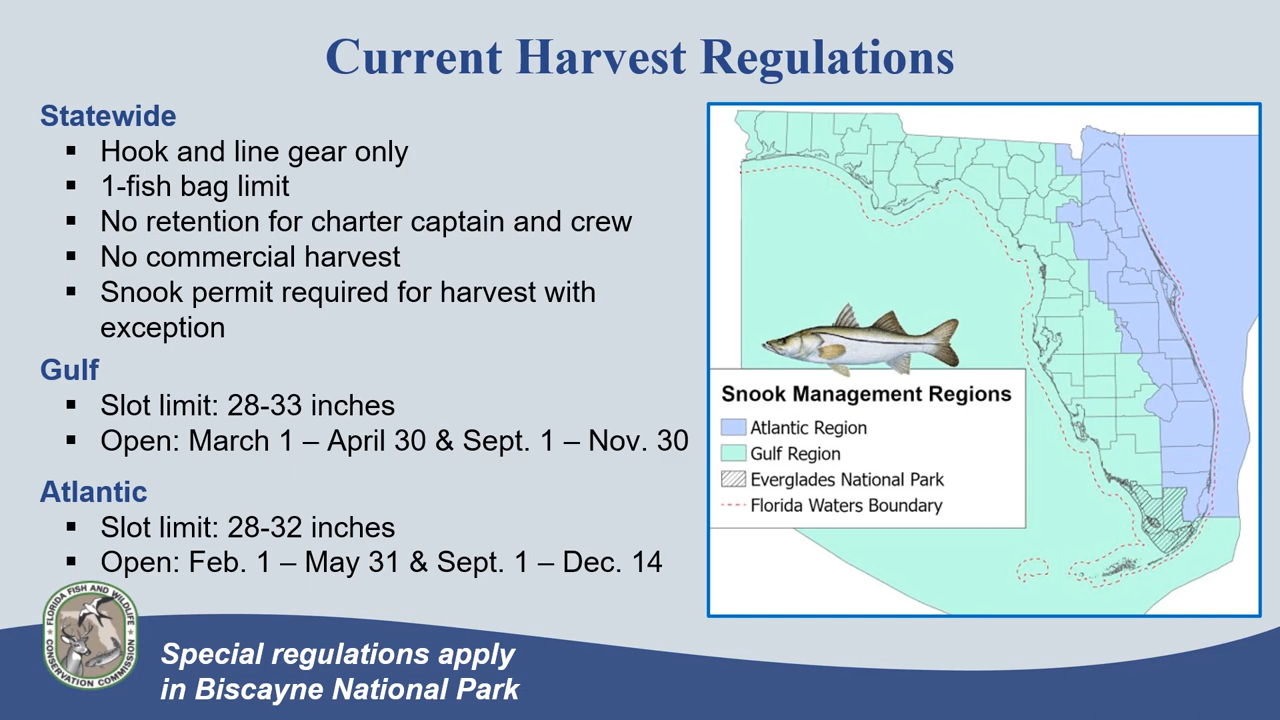 Current Harvest Regulations
Statewide
▪ Hook and line gear only
▪ 1-fish bag limit
▪ No retention for charter captain and crew
▪ No commercial harvest
▪ Snook permit required for harvest with
exception
Gulf
▪ Slot limit: 28-33 inches
▪ Open: March 1 – April 30 & Sept. 1 – Nov. 30
Atlantic
▪ Slot limit: 28-32 inches
▪ Open: Feb. 1 – May 31 & Sept. 1 – Dec. 14
Snook Management Regions
Atlantic Region
Gulf Region
Everglades National Park
Florida Waters Boundary
FLORIDA FISH AND WILDLIFE
CONSERVATION COMMISSION
Special regulations apply
in Biscayne National Park